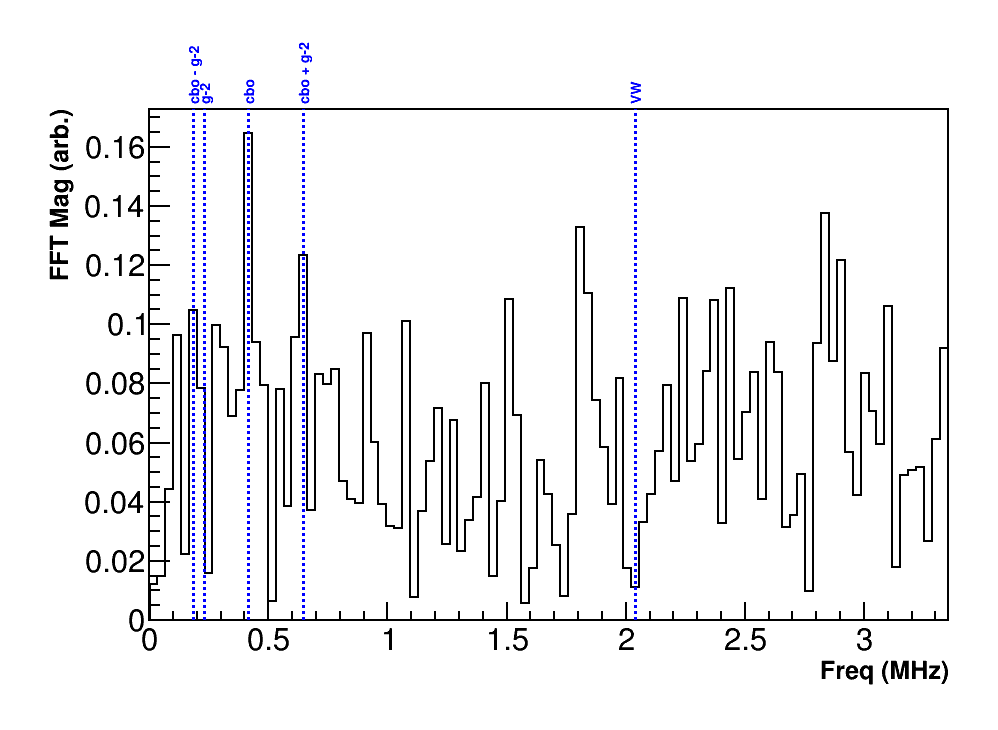 cbo - g-2
g-2
cbo
cbo + g-2
VW
FFT Mag (arb.)
0.16
0.14
0.12
0.1
0.08
0.06
0.04
0.02
0
0 0.5 1 1.5 2 2.5 3
Freq (MHz)